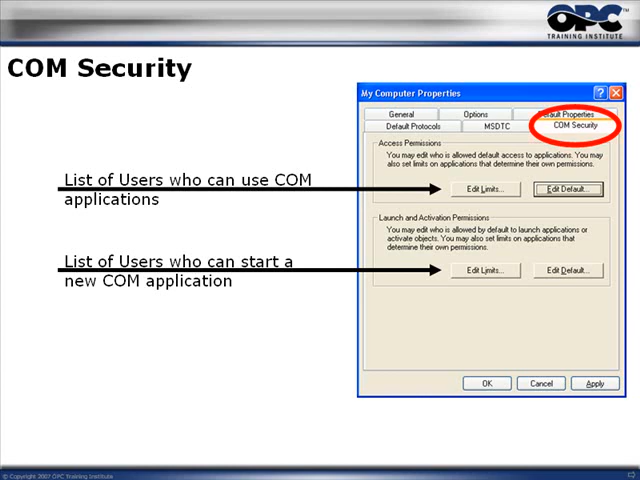 OPC™
TRAINING INSTITUTE
COM Security
My Computer Properties
General Options Default Properties
Default Protocols MSDTC COM Security
Access Permissions
You may edit who is allowed default access to applications. You may
also set limits on applications that determine their own permissions.
List of Users who can use COM
applications
Edit Limits... Edit Default...
Launch and Activation Permissions
You may edit who is allowed by default to launch applications or
activate objects. You may also set limits on applications that
determine their own permissions.
List of Users who can start a
new COM application
Edit Limits... Edit Default...
OK Cancel Apply
© Copyright 2007 OPC Training Institute